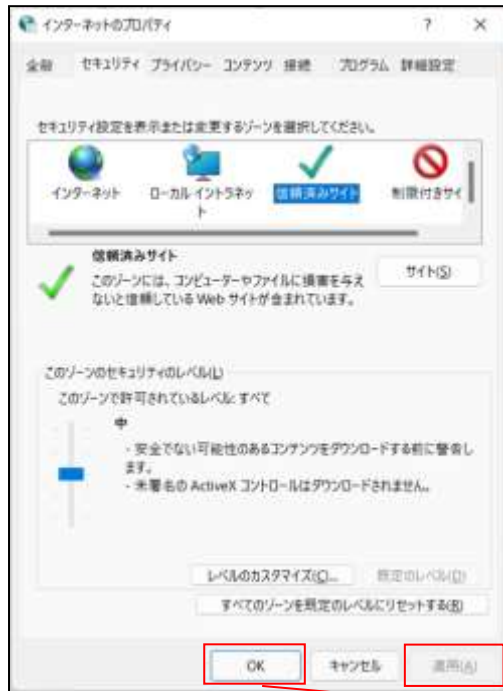 インターネットのプロパティ
? ×
全般 セキュリティ プライバシー コンテンツ 接続 プログラム 詳細設定
セキュリティ設定を表示または変更するゾーンを選択してください。
インターネット ローカル イントラネッ 信頼済みサイト 制限付きサイ
ト
信頼済みサイト
サイト(S)
このゾーンには、コンピューターやファイルに損害を与え
ないと信頼している Web サイトが含まれています。
このゾーンのセキュリティのレベル(L)
このゾーンで許可されているレベル: すべて
中
- 安全でない可能性のあるコンテンツをダウンロードする前に警告し
ます。
- 未署名の ActiveX コントロールはダウンロードされません。
レベルのカスタマイズ(C)... 既定のレベル(D)
すべてのゾーンを既定のレベルにリセットする(R)
OK キャンセル 適用(A)